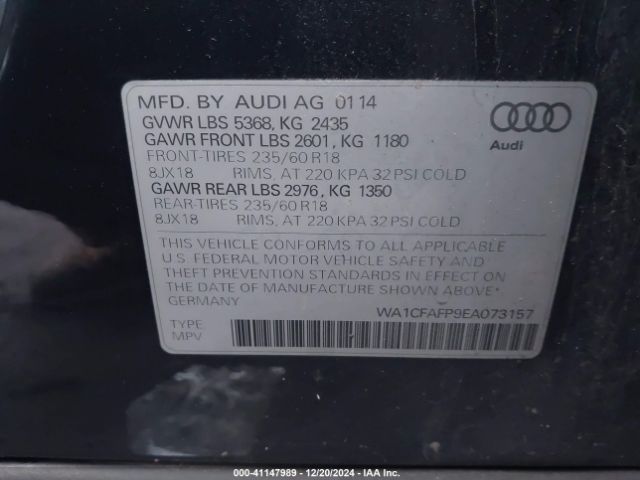 MFD. BY AUDI AG 01 14
GVWR LBS 5368, KG 2435
GAWR FRONT LBS 2601, KG 1180
FRONT-TIRES 235/60 R18
8JX18 RIMS, AT 220 KPA 32 PSI COLD
GAWR REAR LBS 2976, KG 1350
REAR-TIRES 235/60 R18
8JX18 RIMS, AT 220 KPA 32 PSI COLD
Audi
THIS VEHICLE CONFORMS TO ALL APPLICABLE
U.S. FEDERAL MOTOR VEHICLE SAFETY AND
THEFT PREVENTION STANDARDS IN EFFECT ON
THE DATE OF MANUFACTURE SHOWN ABOVE.
GERMANY
WA1CFAFP9EA073157
TYPE
MPV
000-41147989 - 12/20/2024 - IAAI.COM